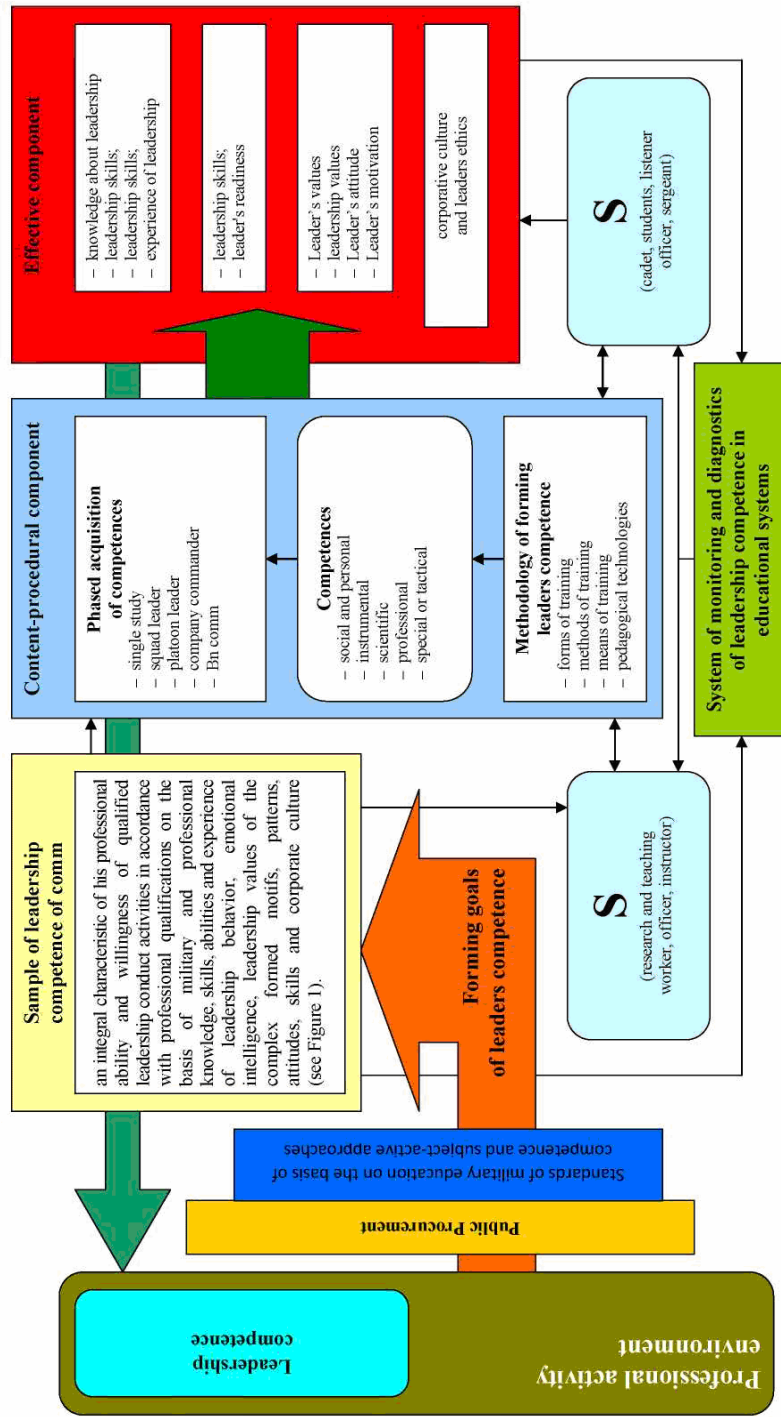 Professional activity
environment
Leadership
competence
Public Procurement
Standards of military education on the basis of
competence and subject-active approaches
Forming goals
of leaders competence
Sample of leadership
competence of comm
an integral characteristic of his professional
ability and willingness of qualified
leadership conduct activities in accordance
with professional qualifications on the
basis of military and professional
knowledge, skills, abilities and experience
of leadership behavior, emotional
intelligence, leadership values of the
complex formed motifs, patterns,
attitudes, skills and corporate culture
(see Figure 1).
S
(research and teaching
worker, officer, instructor)
Content-procedural component
Phased acquisition
of competences
– single study
– squad leader
– platoon leader
– company commander
– Bn comm
Competences
– social and personal
– instrumental
– scientific
– professional
– special or tactical
Methodology of forming
leaders competence
– forms of training
– methods of training
– means of training
– pedagogical technologies
Effective component
– knowledge about leadership
– leadership skills;
– leadership skills;
– experience of leadership
– leadership skills;
– leader's readiness
– Leader's values
– leadership values
– Leader's attitude
– Leader's motivation
corporative culture
and leaders ethics
S
(cadet, students, listener
officer, sergeant)
System of monitoring and diagnostics
of leadership competence in
educational systems